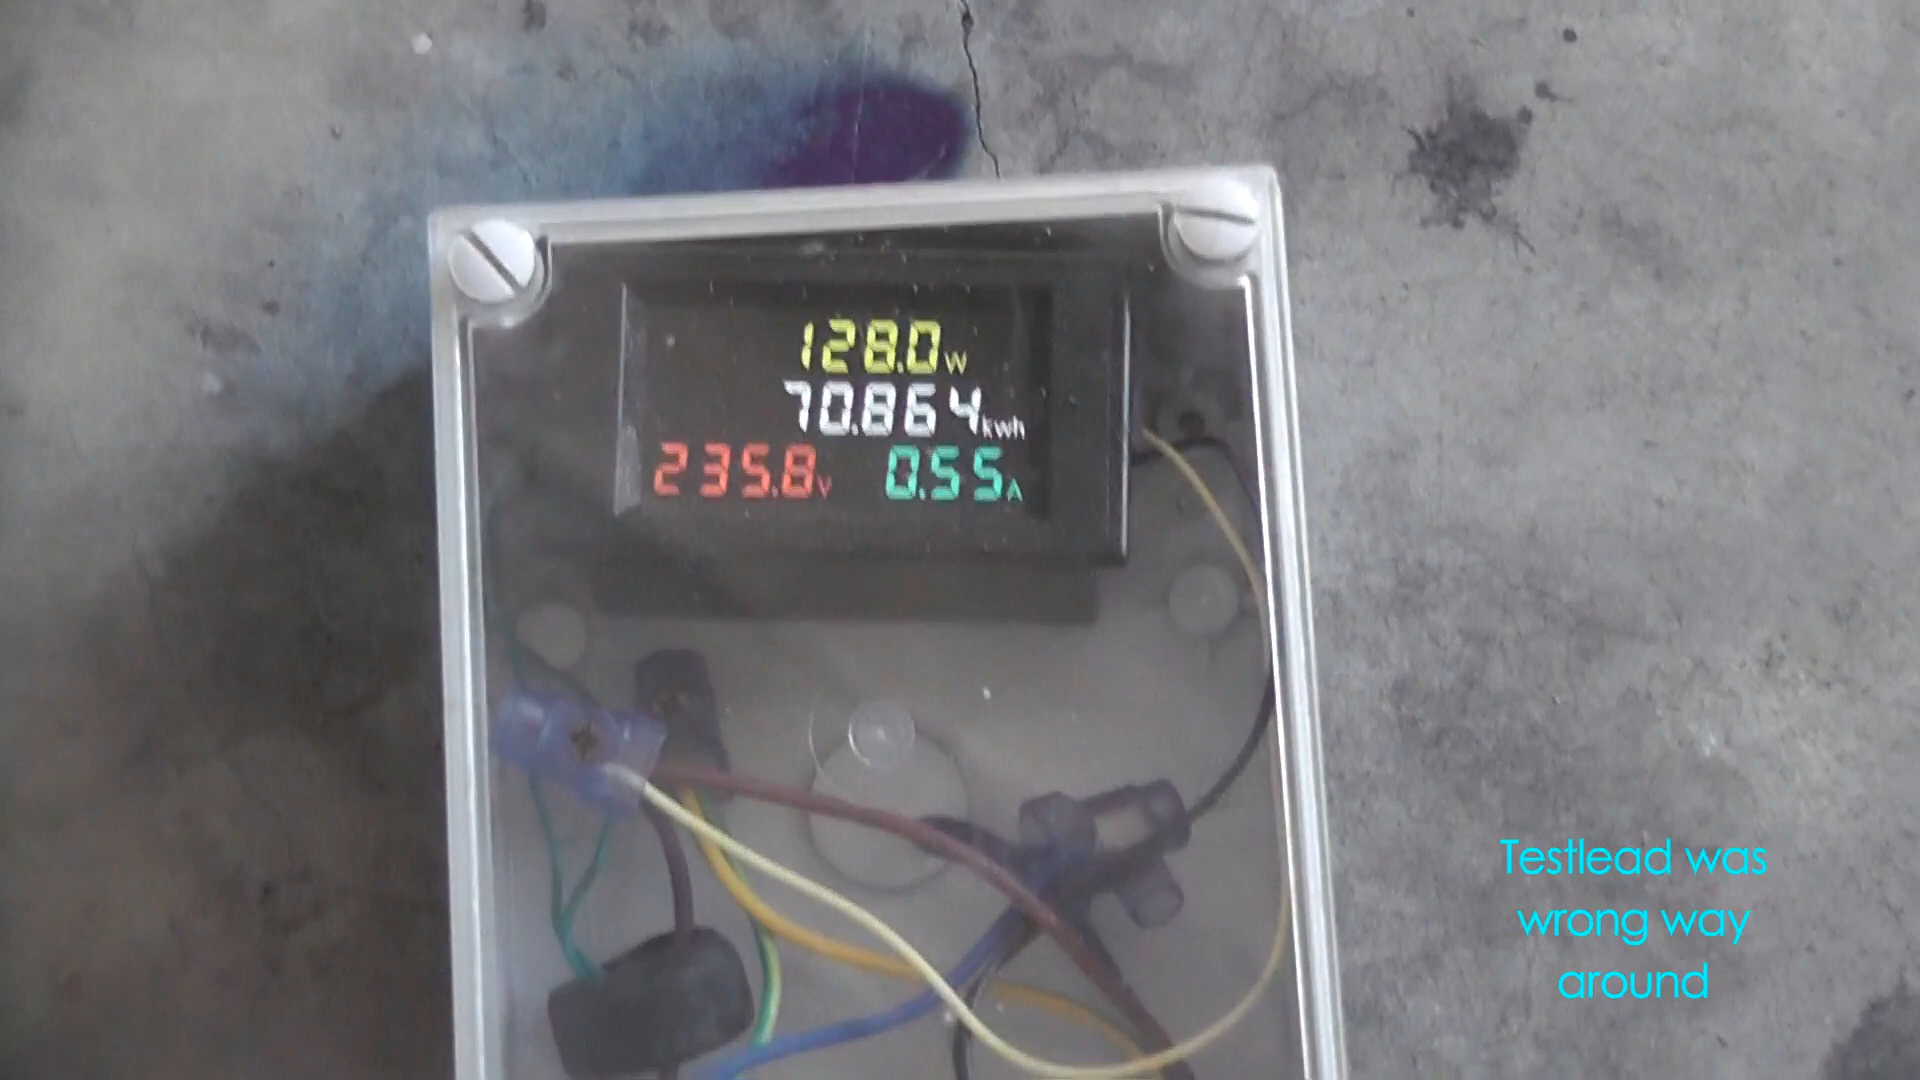 128.0W
70.864kwh
235.8V 0.55A
Testlead was
wrong way
around